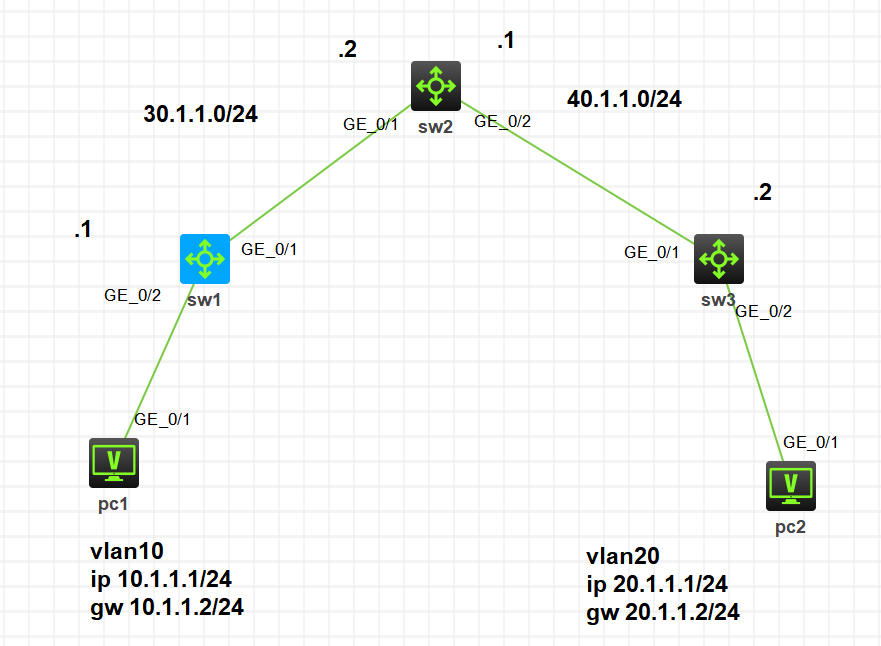 .2
.1
30.1.1.0/24
40.1.1.0/24
GE_0/1
sw2
GE_0/2
.1
.2
GE_0/1
GE_0/1
GE_0/2
sw1
sw3
GE_0/2
GE_0/1
GE_0/1
V
pc1
V
pc2
vlan10
ip 10.1.1.1/24
gw 10.1.1.2/24
vlan20
ip 20.1.1.1/24
gw 20.1.1.2/24